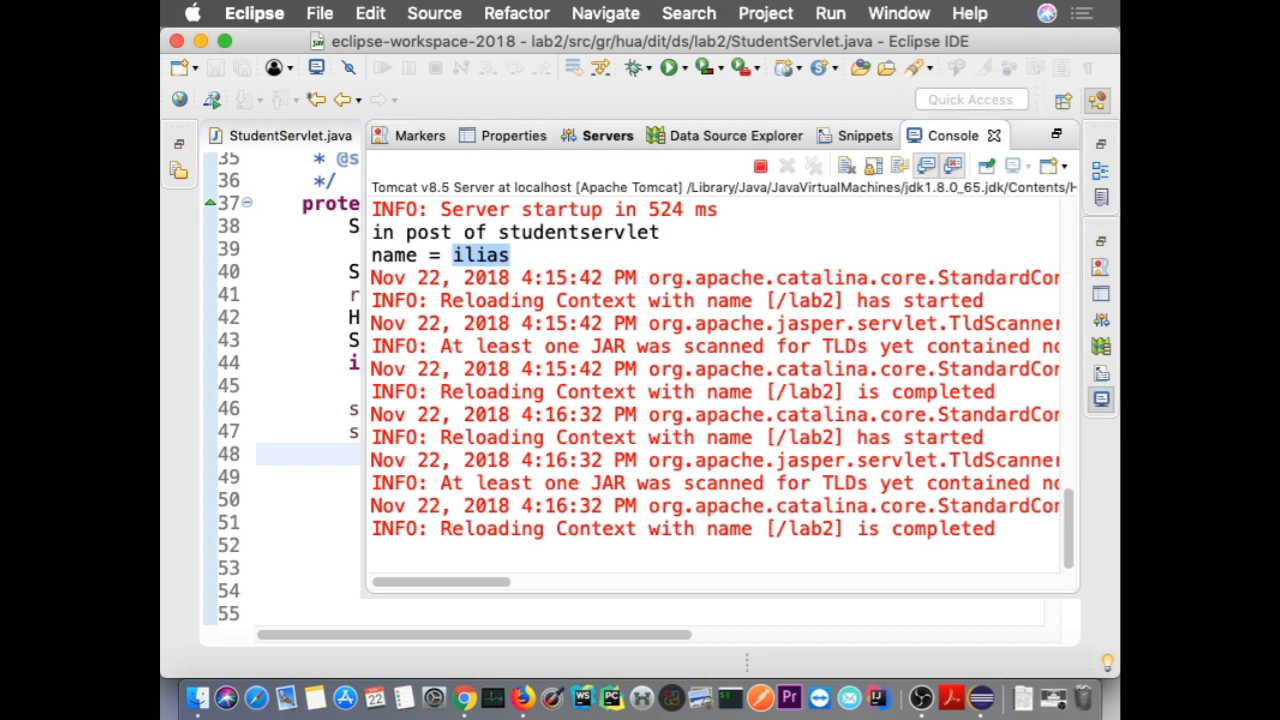 Eclipse File Edit Source Refactor Navigate Search Project Run Window Help
eclipse-workspace-2018 - lab2/src/gr/hua/dit/ds/lab2/StudentServlet.java - Eclipse IDE
Quick Access
StudentServlet.java
Markers Properties Servers Data Source Explorer Snippets Console
Tomcat v8.5 Server at localhost [Apache Tomcat] /Library/Java/JavaVirtualMachines/jdk1.8.0_65.jdk/Contents/H
35 * @s
36 */
37 prote
38 S
39
40 S
41 r
42 H
43 S
44 i
45
46 s
47 s
48
49
50
51
52
53
54
55
INFO: Server startup in 524 ms
in post of studentservlet
name = ilias
Nov 22, 2018 4:15:42 PM org.apache.catalina.core.StandardCon
INFO: Reloading Context with name [/lab2] has started
Nov 22, 2018 4:15:42 PM org.apache.jasper.servlet.TldScanner
INFO: At least one JAR was scanned for TLDs yet contained no
Nov 22, 2018 4:15:42 PM org.apache.catalina.core.StandardCon
INFO: Reloading Context with name [/lab2] is completed
Nov 22, 2018 4:16:32 PM org.apache.catalina.core.StandardCon
INFO: Reloading Context with name [/lab2] has started
Nov 22, 2018 4:16:32 PM org.apache.jasper.servlet.TldScanner
INFO: At least one JAR was scanned for TLDs yet contained no
Nov 22, 2018 4:16:32 PM org.apache.catalina.core.StandardCon
INFO: Reloading Context with name [/lab2] is completed
22
WS
PC
Pr